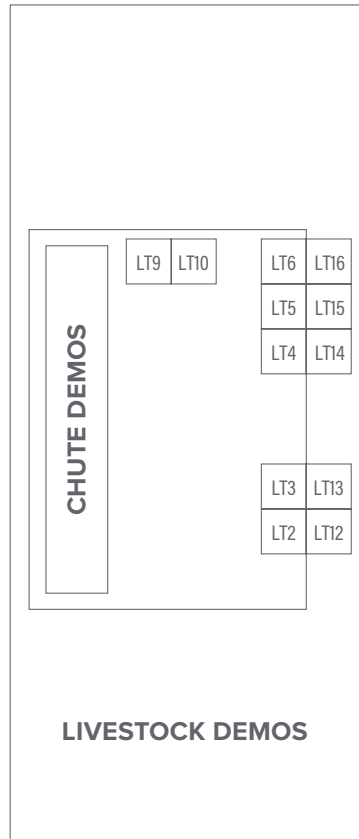 LT9 LT10 LT6 LT16
LT5 LT15
LT4 LT14
CHUTE DEMOS
LT3 LT13
LT2 LT12
LIVESTOCK DEMOS